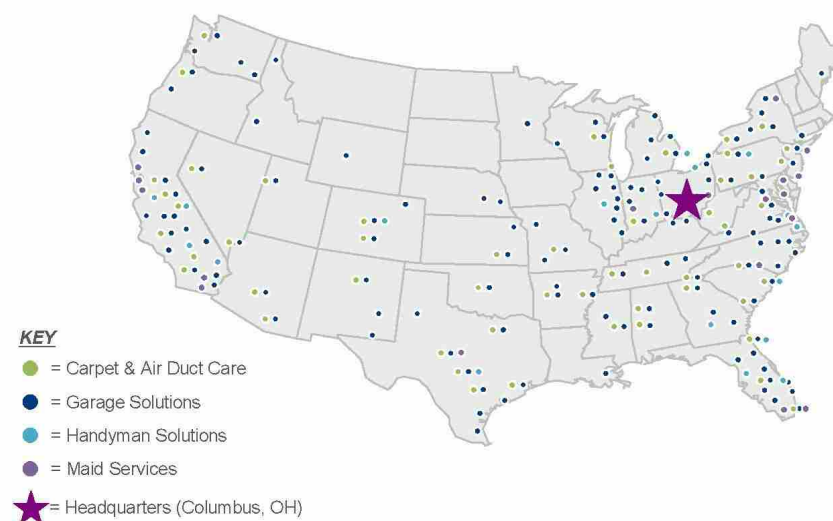 KEY
= Carpet & Air Duct Care
= Garage Solutions
= Handyman Solutions
= Maid Services
= Headquarters (Columbus, OH)